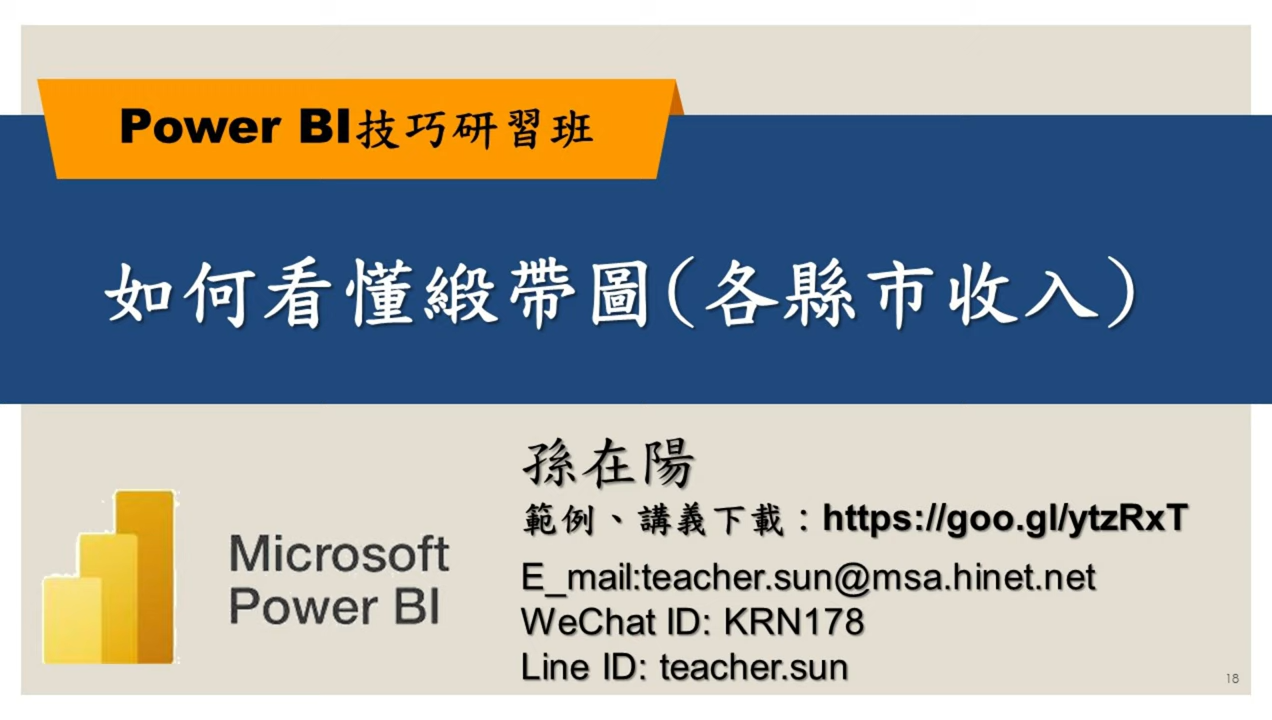 Power BI技巧研習班
如何看懂緞帶圖(各縣市收入)
孫在陽
範例、講義下載：https://goo.gl/ytzRxT
Microsoft
Power BI
E_mail:teacher.sun@msa.hinet.net
WeChat ID: KRN178
Line ID: teacher.sun
18